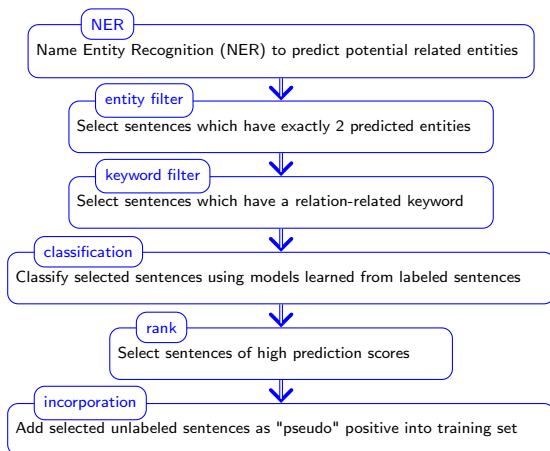 NER
Name Entity Recognition (NER) to predict potential related entities
entity filter
Select sentences which have exactly 2 predicted entities
keyword filter
Select sentences which have a relation-related keyword
classification
Classify selected sentences using models learned from labeled sentences
rank
Select sentences of high prediction scores
incorporation
Add selected unlabeled sentences as "pseudo" positive into training set